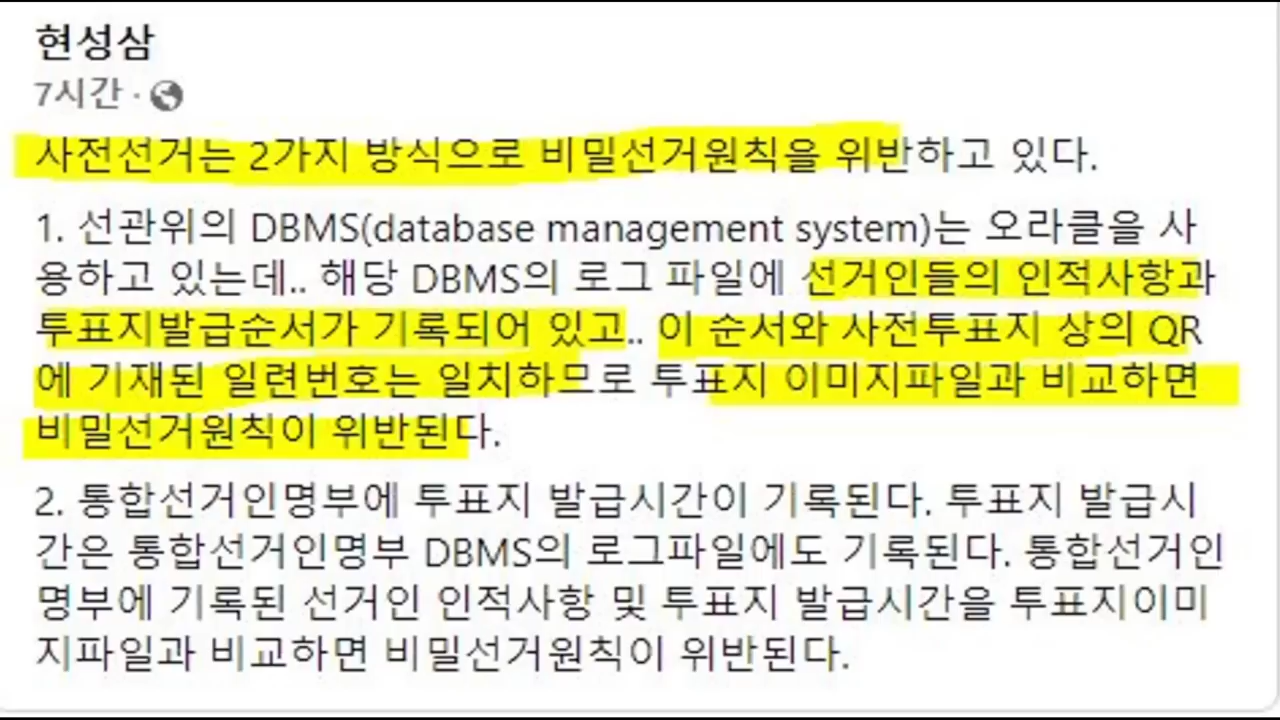 현성삼
7시간 ·
사전선거는 2가지 방식으로 비밀선거원칙을 위반하고 있다.
1. 선관위의 DBMS(database management system)는 오라클을 사
용하고 있는데.. 해당 DBMS의 로그 파일에 선거인들의 인적사항과
투표지발급순서가 기록되어 있고.. 이 순서와 사전투표지 상의 QR
에 기재된 일련번호는 일치하므로 투표지 이미지파일과 비교하면
비밀선거원칙이 위반된다.
2. 통합선거인명부에 투표지 발급시간이 기록된다. 투표지 발급시
간은 통합선거인명부 DBMS의 로그파일에도 기록된다. 통합선거인
명부에 기록된 선거인 인적사항 및 투표지 발급시간을 투표지이미
지파일과 비교하면 비밀선거원칙이 위반된다.